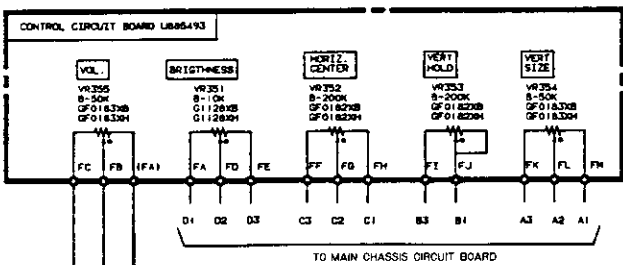 CONTROL CIRCUIT BOARD UBB5493
VOL.
BRIGTHNESS
HORIZ. CENTER
VERT HOLD
VERT SIZE
VR355 VR351 VR352 VR353 VR354
B-50K B-10K B-200K B-200K B-50K
GF0183XB G1128XB GF0182XB GF0182XB GF0183XB
GF0183XH G1128XH GF0182XH GF0182XH GF0183XH
FC FB (FA) FA FD FE FF FG FH FI FJ FK FL FM
D1 D2 D3 C3 C2 C1 B3 B1 A3 A2 A1
TO MAIN CHASSIS CIRCUIT BOARD